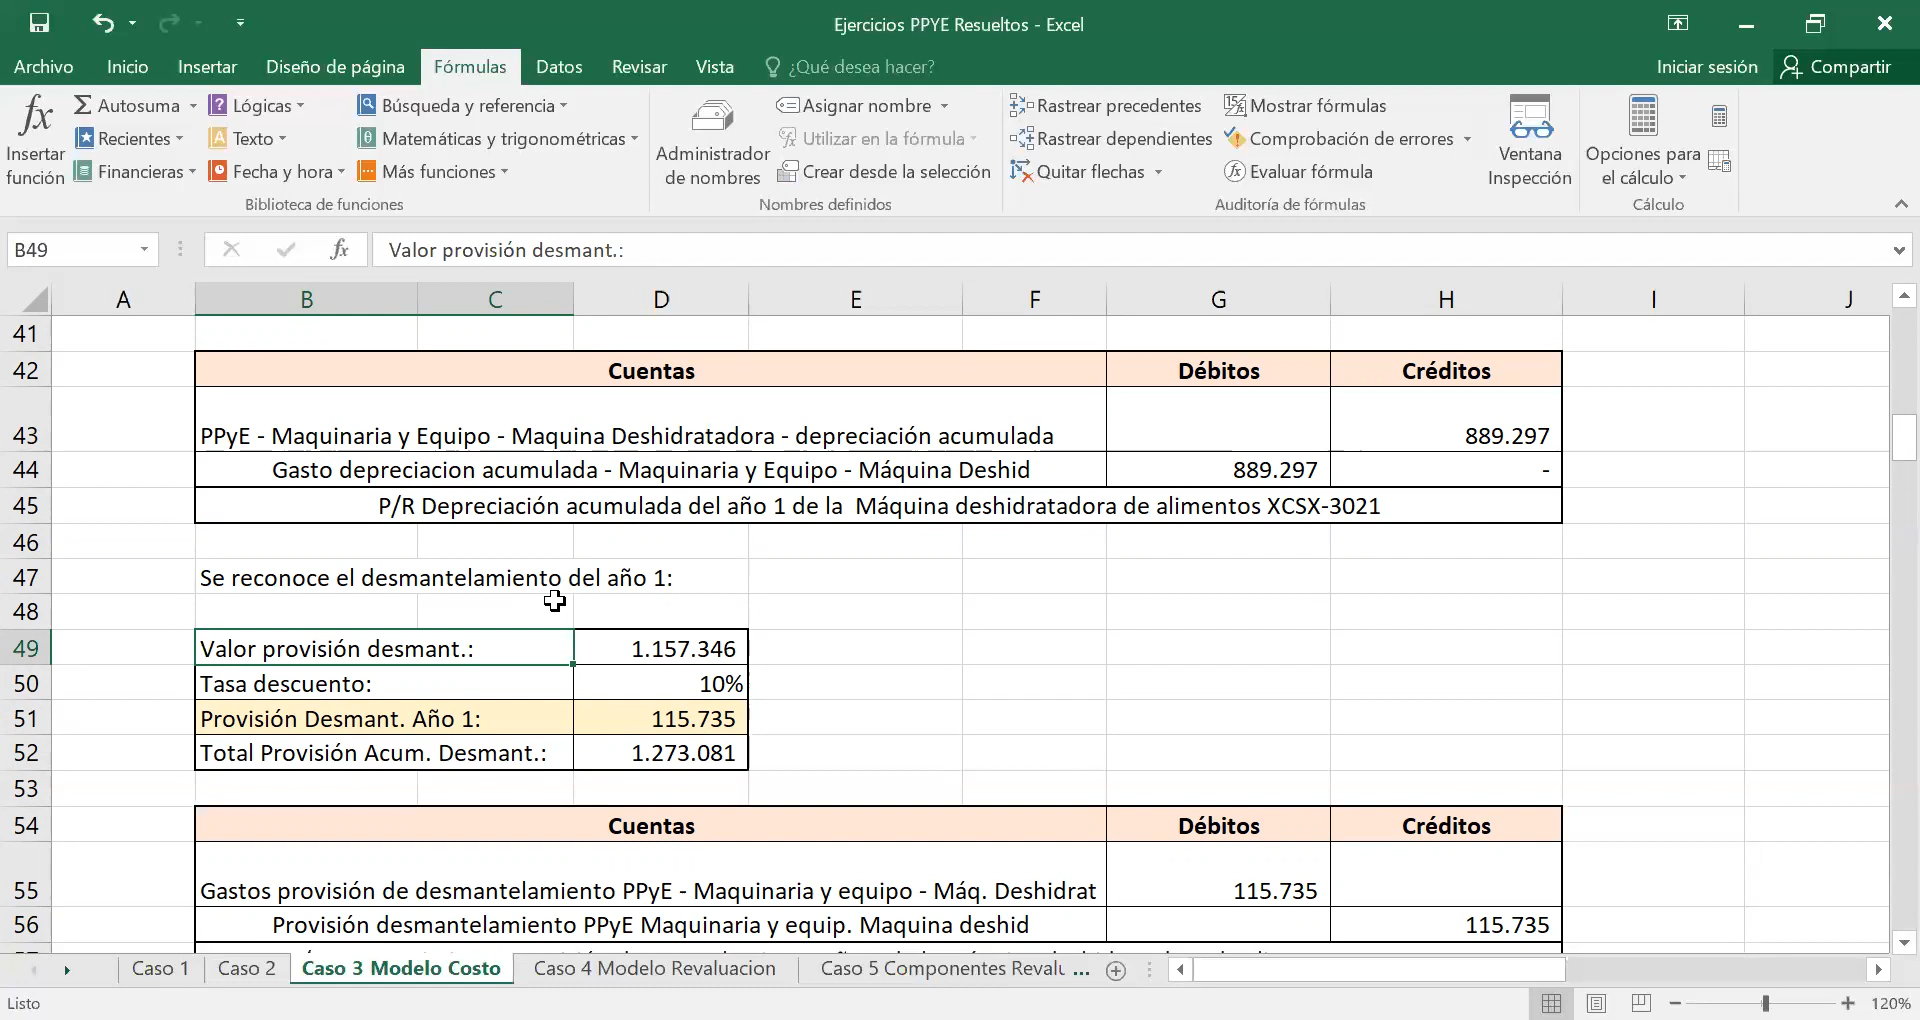 Ejercicios PPYE Resueltos - Excel
Archivo Inicio Insertar Diseño de página Fórmulas Datos Revisar Vista ¿Qué desea hacer? Iniciar sesión Compartir
fx Σ Autosuma Lógicas Búsqueda y referencia Asignar nombre Rastrear precedentes Mostrar fórmulas
Recientes Texto Matemáticas y trigonométricas Utilizar en la fórmula Rastrear dependientes Comprobación de errores
Insertar función Financieras Fecha y hora Más funciones Administrador de nombres Crear desde la selección Quitar flechas Evaluar fórmula Ventana Inspección Opciones para el cálculo
Biblioteca de funciones Nombres definidos Auditoría de fórmulas Cálculo
B49 fx Valor provisión desmant.:
A B C D E F G H I J
41
42 Cuentas Débitos Créditos
43 PPyE - Maquinaria y Equipo - Maquina Deshidratadora - depreciación acumulada 889.297
44 Gasto depreciacion acumulada - Maquinaria y Equipo - Máquina Deshid 889.297 -
45 P/R Depreciación acumulada del año 1 de la Máquina deshidratadora de alimentos XCSX-3021
46
47 Se reconoce el desmantelamiento del año 1:
48
49 Valor provisión desmant.: 1.157.346
50 Tasa descuento: 10%
51 Provisión Desmant. Año 1: 115.735
52 Total Provisión Acum. Desmant.: 1.273.081
53
54 Cuentas Débitos Créditos
55 Gastos provisión de desmantelamiento PPyE - Maquinaria y equipo - Máq. Deshidrat 115.735
56 Provisión desmantelamiento PPyE Maquinaria y equip. Maquina deshid 115.735
Caso 1 Caso 2 Caso 3 Modelo Costo Caso 4 Modelo Revaluacion Caso 5 Componentes Revalu ...
Listo 120%